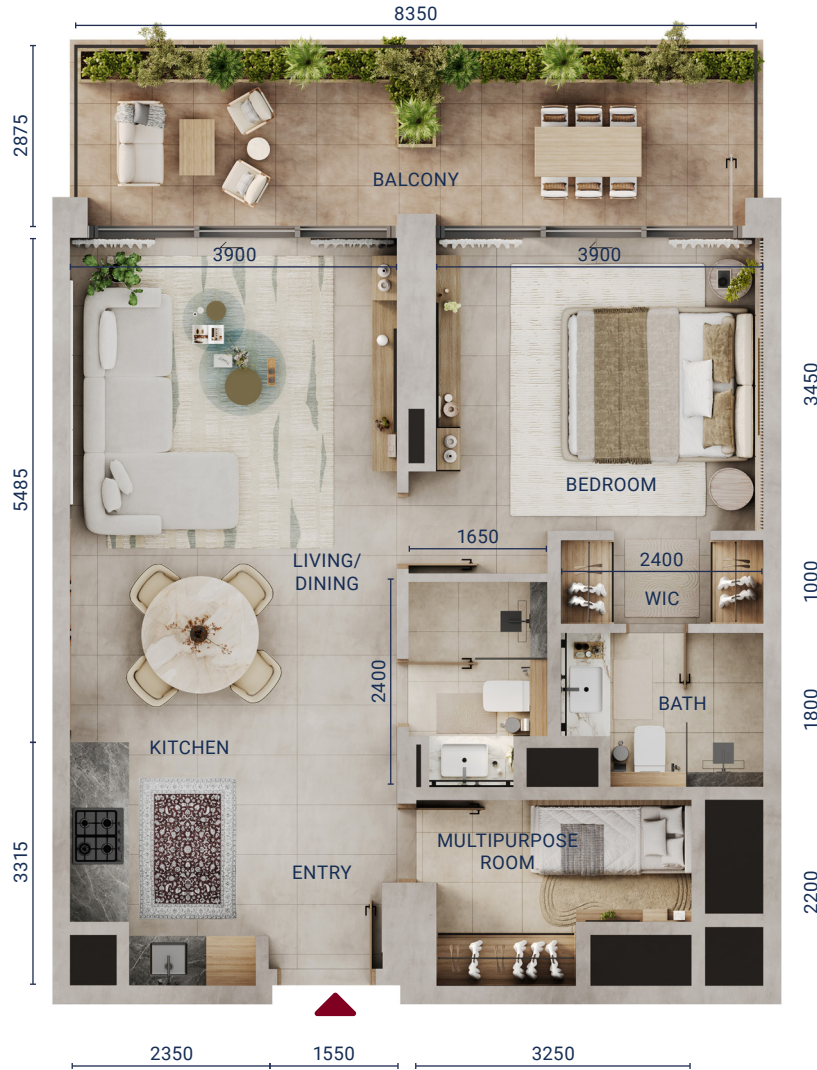 8350
2875
BALCONY
3900
3900
3450
5485
BEDROOM
1650
LIVING/
DINING
2400
WIC
1000
2400
BATH
1800
KITCHEN
MULTIPURPOSE
ROOM
3315
ENTRY
2200
2350
1550
3250